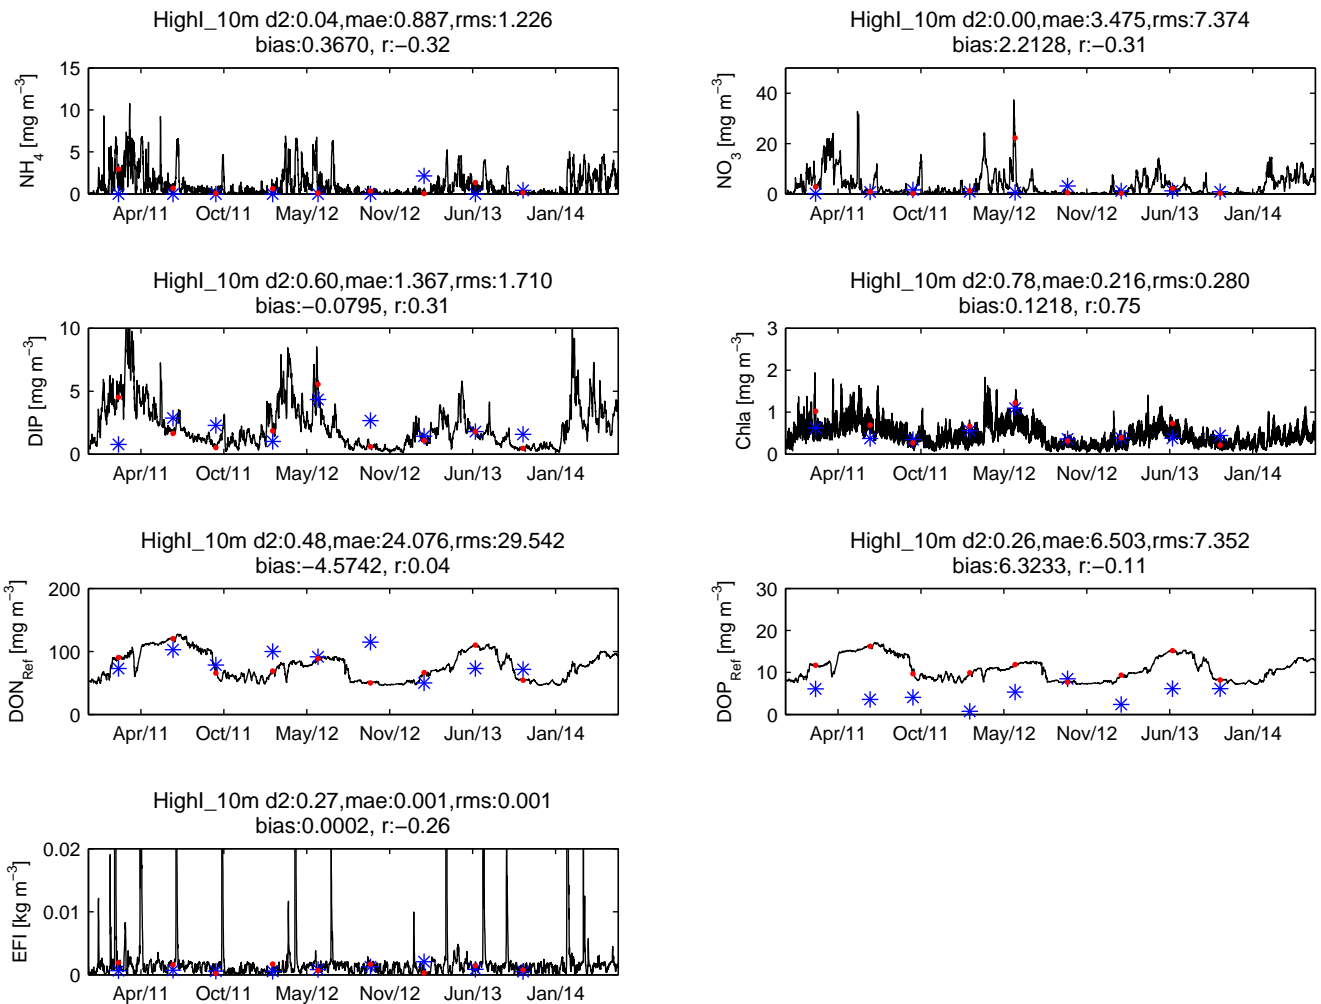 HighI_10m d2:0.04,mae:0.887,rms:1.226
bias:0.3670, r:−0.32
NH4 [mg m−3]
15
10
5
0
Apr/11 Oct/11 May/12 Nov/12 Jun/13 Jan/14
HighI_10m d2:0.00,mae:3.475,rms:7.374
bias:2.2128, r:−0.31
NO3 [mg m−3]
40
20
0
Apr/11 Oct/11 May/12 Nov/12 Jun/13 Jan/14
HighI_10m d2:0.60,mae:1.367,rms:1.710
bias:−0.0795, r:0.31
DIP [mg m−3]
10
5
0
Apr/11 Oct/11 May/12 Nov/12 Jun/13 Jan/14
HighI_10m d2:0.78,mae:0.216,rms:0.280
bias:0.1218, r:0.75
Chla [mg m−3]
3
2
1
0
Apr/11 Oct/11 May/12 Nov/12 Jun/13 Jan/14
HighI_10m d2:0.48,mae:24.076,rms:29.542
bias:−4.5742, r:0.04
DONRef [mg m−3]
200
100
0
Apr/11 Oct/11 May/12 Nov/12 Jun/13 Jan/14
HighI_10m d2:0.26,mae:6.503,rms:7.352
bias:6.3233, r:−0.11
DOPRef [mg m−3]
30
20
10
0
Apr/11 Oct/11 May/12 Nov/12 Jun/13 Jan/14
HighI_10m d2:0.27,mae:0.001,rms:0.001
bias:0.0002, r:−0.26
EFI [kg m−3]
0.02
0.01
0
Apr/11 Oct/11 May/12 Nov/12 Jun/13 Jan/14